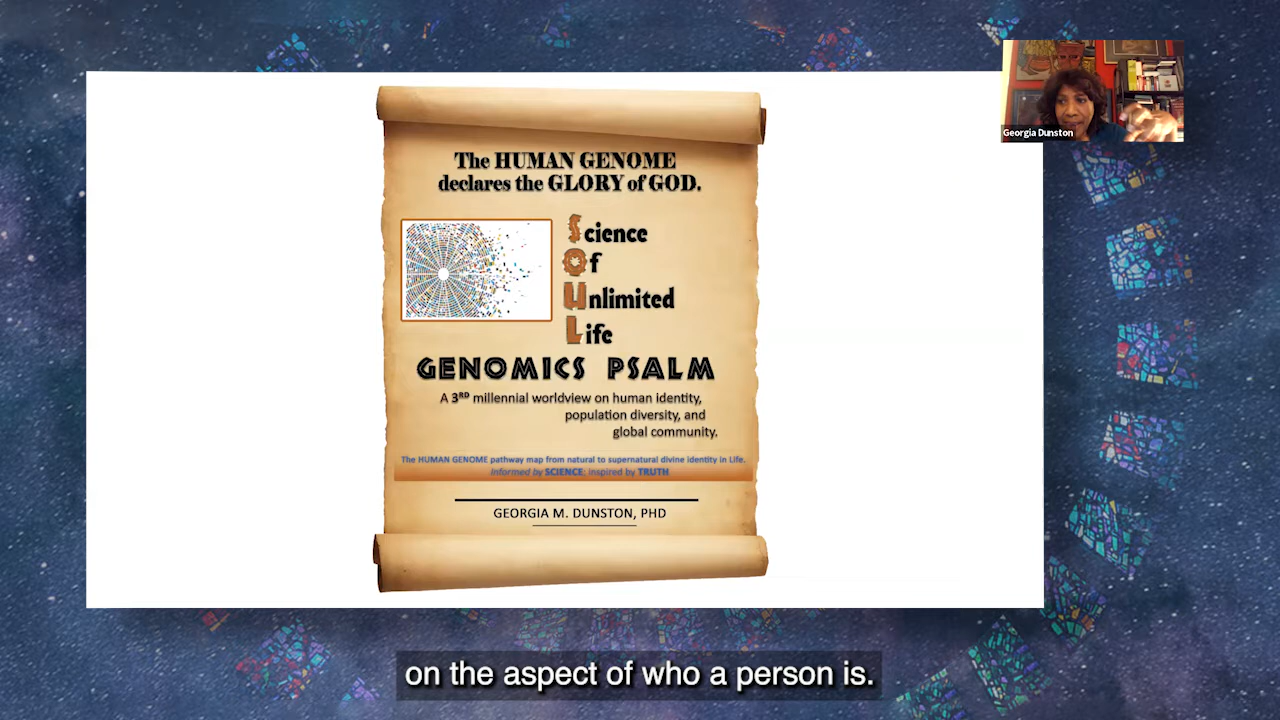 Georgia Dunston
The HUMAN GENOME
declares the GLORY of GOD.
Science
Of
Unlimited
Life
GENOMICS PSALM
A 3RD millennial worldview on human identity,
population diversity, and
global community.
The HUMAN GENOME pathway map from natural to supernatural divine identity in Life.
Informed by SCIENCE; inspired by TRUTH
GEORGIA M. DUNSTON, PHD
on the aspect of who a person is.